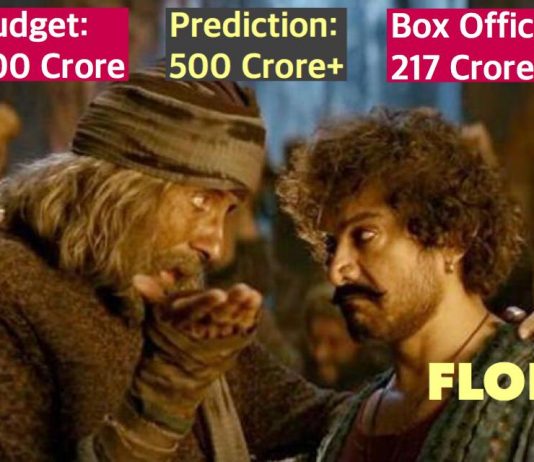 udget:
00 Crore
Prediction:
500 Crore+
Box Offic
217 Crore
FLO